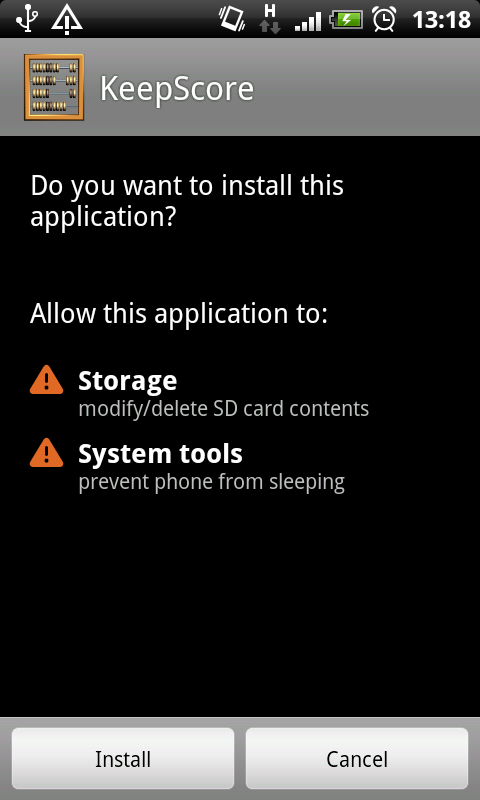 H
13:18
KeepScore
Do you want to install this
application?
Allow this application to:
Storage
modify/delete SD card contents
System tools
prevent phone from sleeping
Install
Cancel